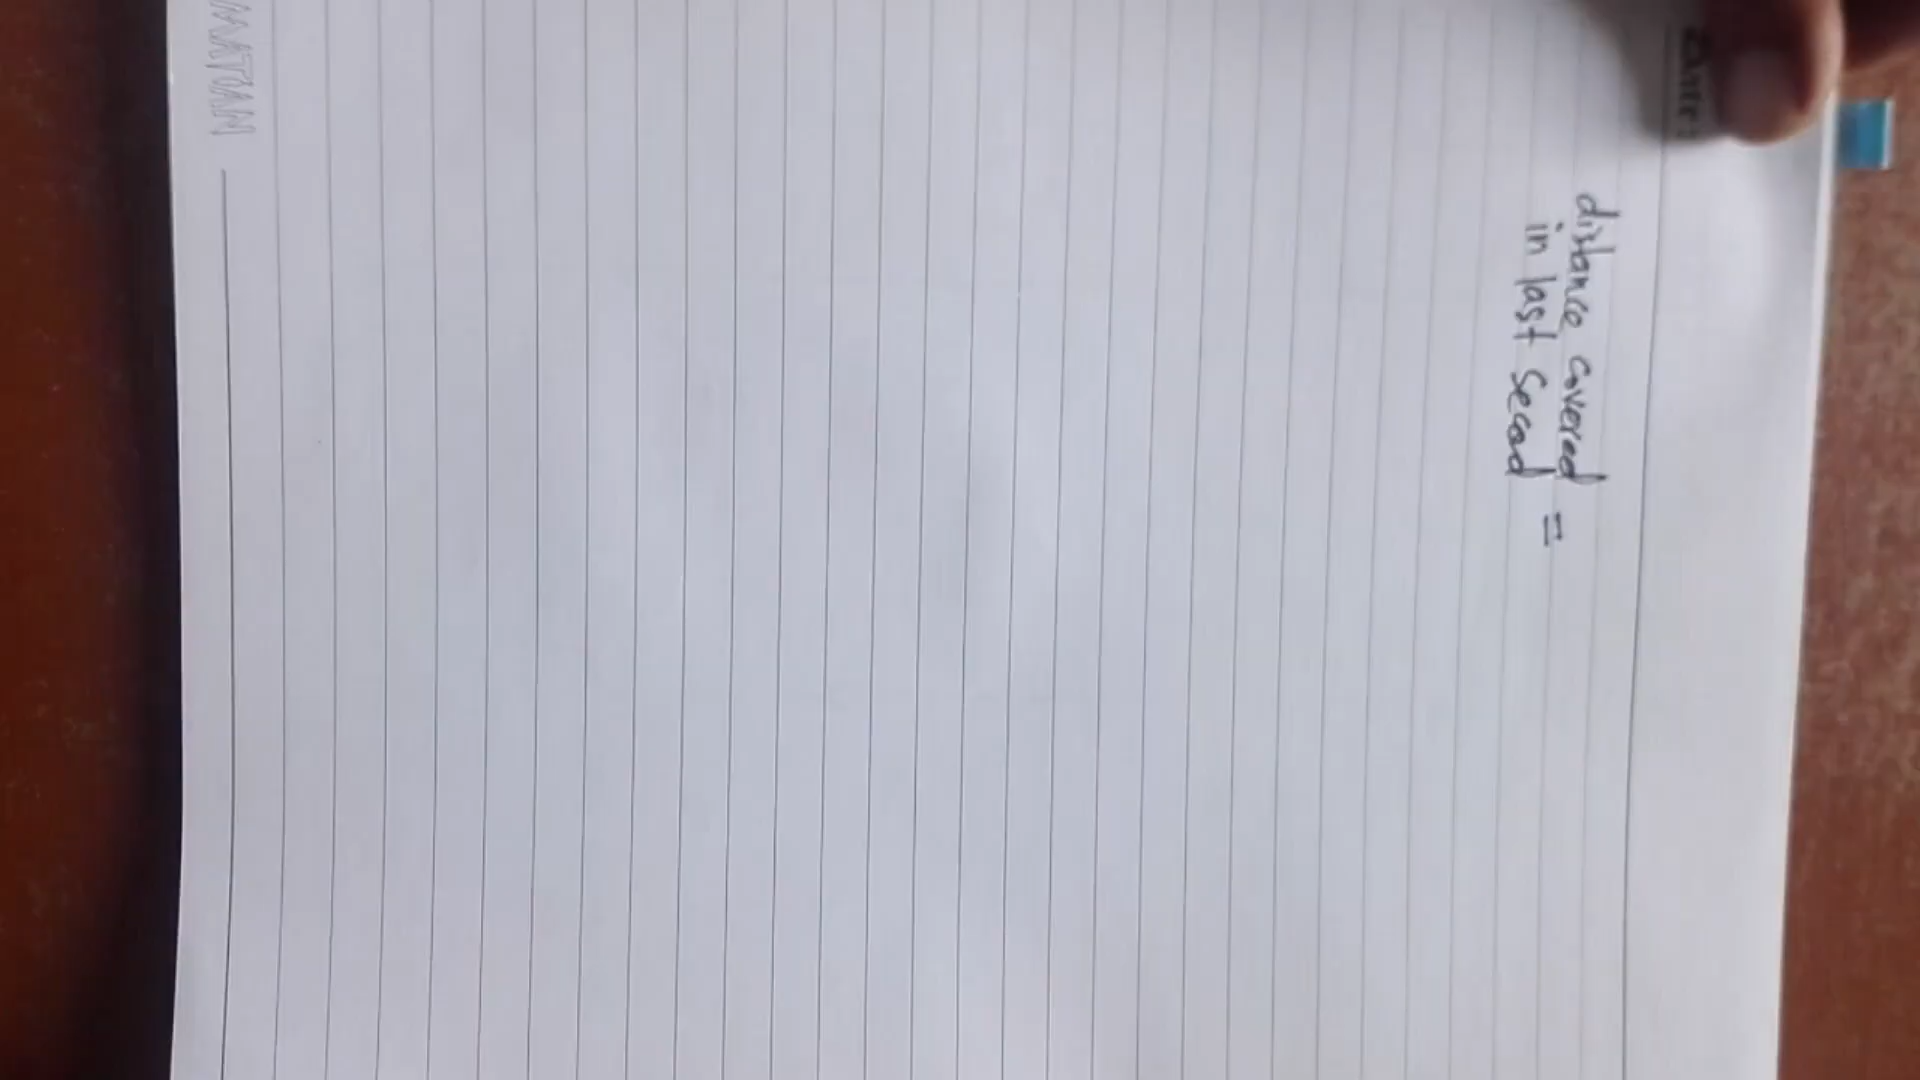 distance covered =
in last second